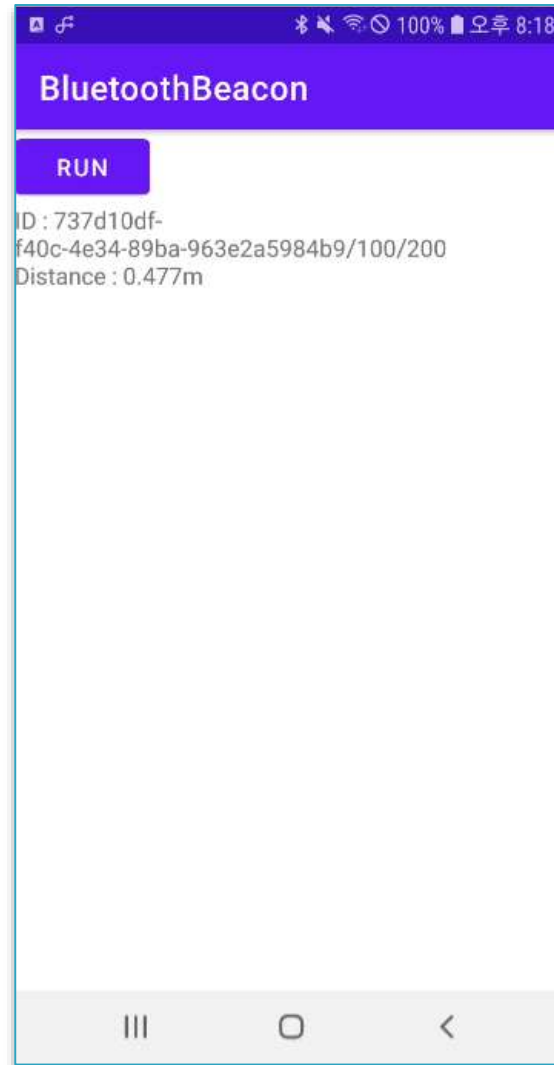 100% 오후 8:18
BluetoothBeacon
RUN
ID : 737d10df-
f40c-4e34-89ba-963e2a5984b9/100/200
Distance : 0.477m